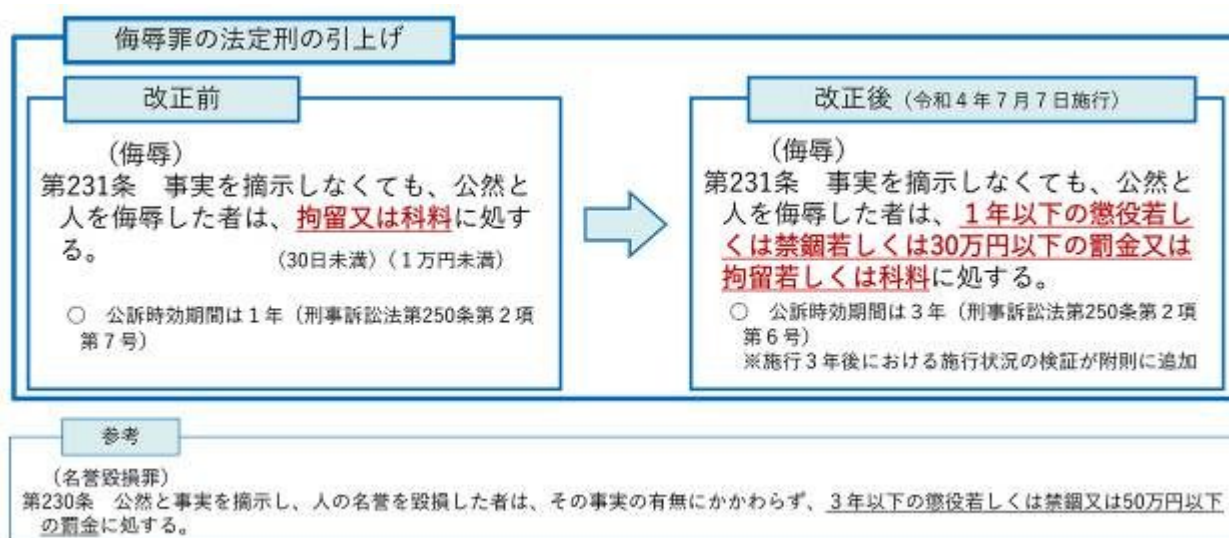 侮辱罪の法定刑の引上げ
改正前
（侮辱）
第231条　事実を摘示しなくても、公然と
人を侮辱した者は、拘留又は科料に処す
る。
（30日未満）（１万円未満）
○　公訴時効期間は１年（刑事訴訟法第250条第２項
第７号）
改正後（令和４年７月７日施行）
（侮辱）
第231条　事実を摘示しなくても、公然と
人を侮辱した者は、１年以下の懲役若し
くは禁錮若しくは30万円以下の罰金又は
拘留若しくは科料に処する。
○　公訴時効期間は３年（刑事訴訟法第250条第２項
第６号）
※施行３年後における施行状況の検証が附則に追加
参考
（名誉毀損罪）
第230条　公然と事実を摘示し、人の名誉を毀損した者は、その事実の有無にかかわらず、３年以下の懲役若しくは禁錮又は50万円以下
の罰金に処する。